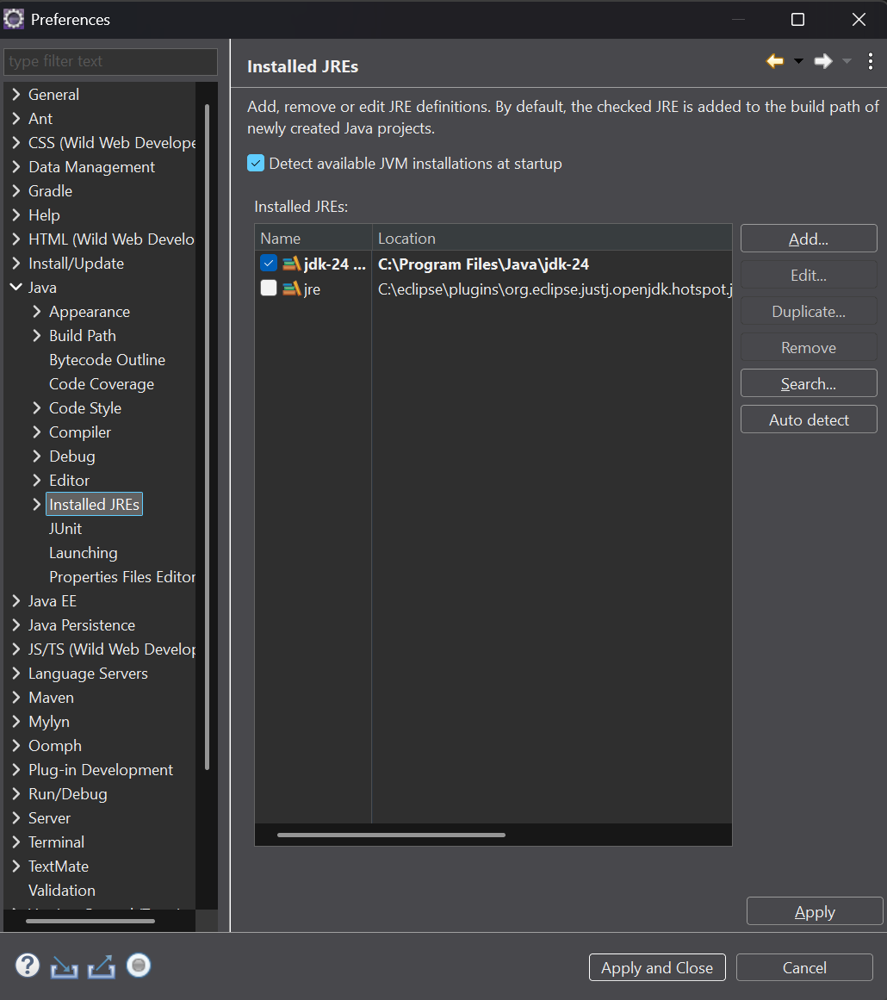 Preferences
type filter text
General
Ant
CSS (Wild Web Develope
Data Management
Gradle
Help
HTML (Wild Web Develo
Install/Update
Java
Appearance
Build Path
Bytecode Outline
Code Coverage
Code Style
Compiler
Debug
Editor
Installed JREs
JUnit
Launching
Properties Files Editor
Java EE
Java Persistence
JS/TS (Wild Web Develop
Language Servers
Maven
Mylyn
Oomph
Plug-in Development
Run/Debug
Server
Terminal
TextMate
Validation
Installed JREs
Add, remove or edit JRE definitions. By default, the checked JRE is added to the build path of
newly created Java projects.
Detect available JVM installations at startup
Installed JREs:
Name Location
jdk-24 ... C:\Program Files\Java\jdk-24
jre C:\eclipse\plugins\org.eclipse.justj.openjdk.hotspot.j
Add...
Edit...
Duplicate...
Remove
Search...
Auto detect
Apply
Apply and Close
Cancel